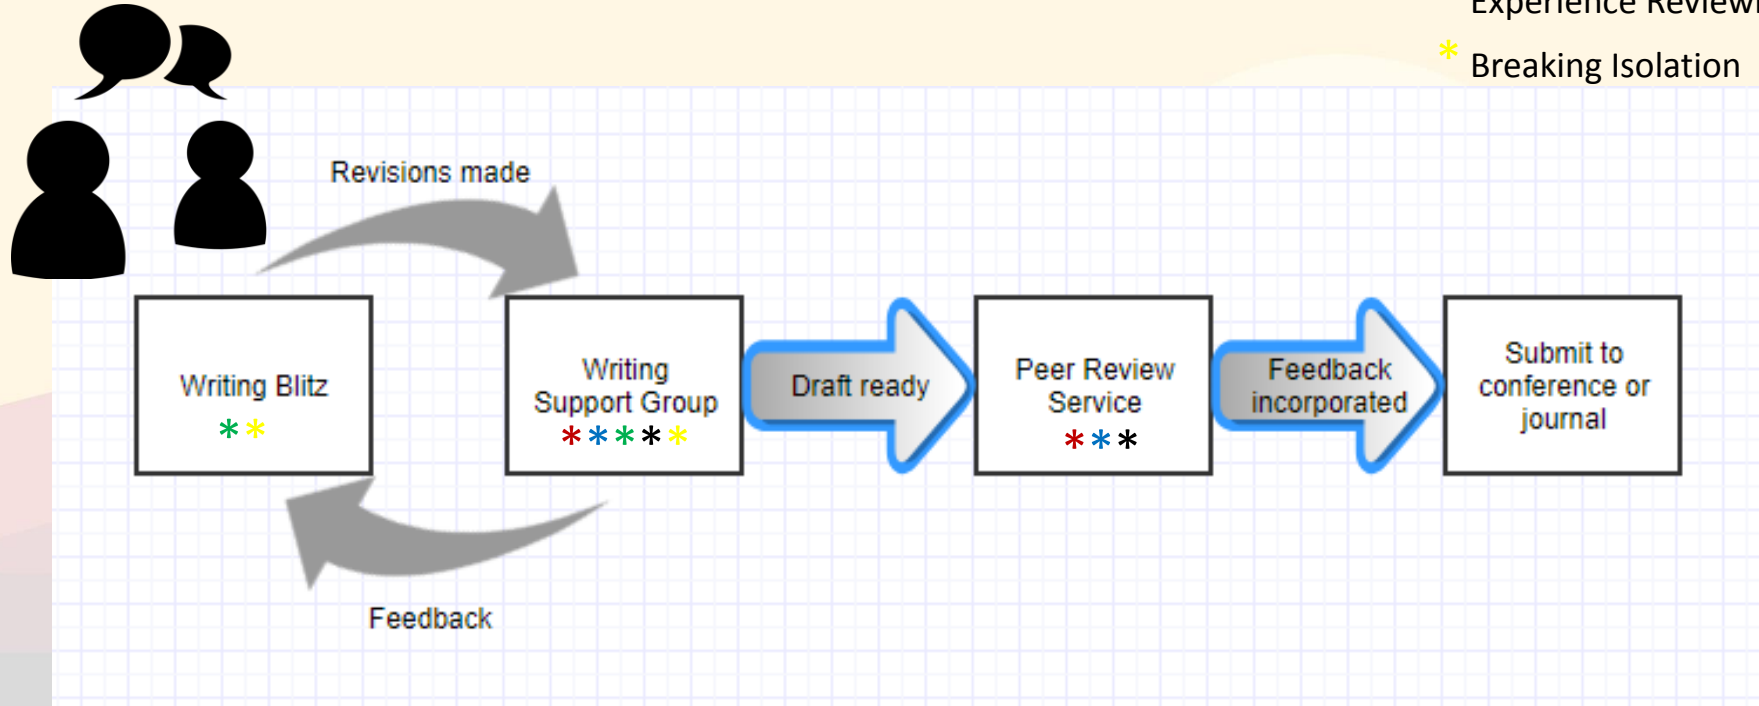 Experience
* Breaking Isolation
Revisions made
Writing Blitz
* *
Writing
Support Group
* * * * *
Draft ready
Peer Review
Service
* * *
Feedback
incorporated
Submit to
conference or
journal
Feedback